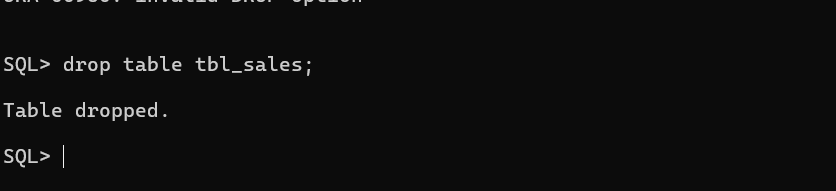 SQL> drop table tbl_sales;
Table dropped.
SQL>